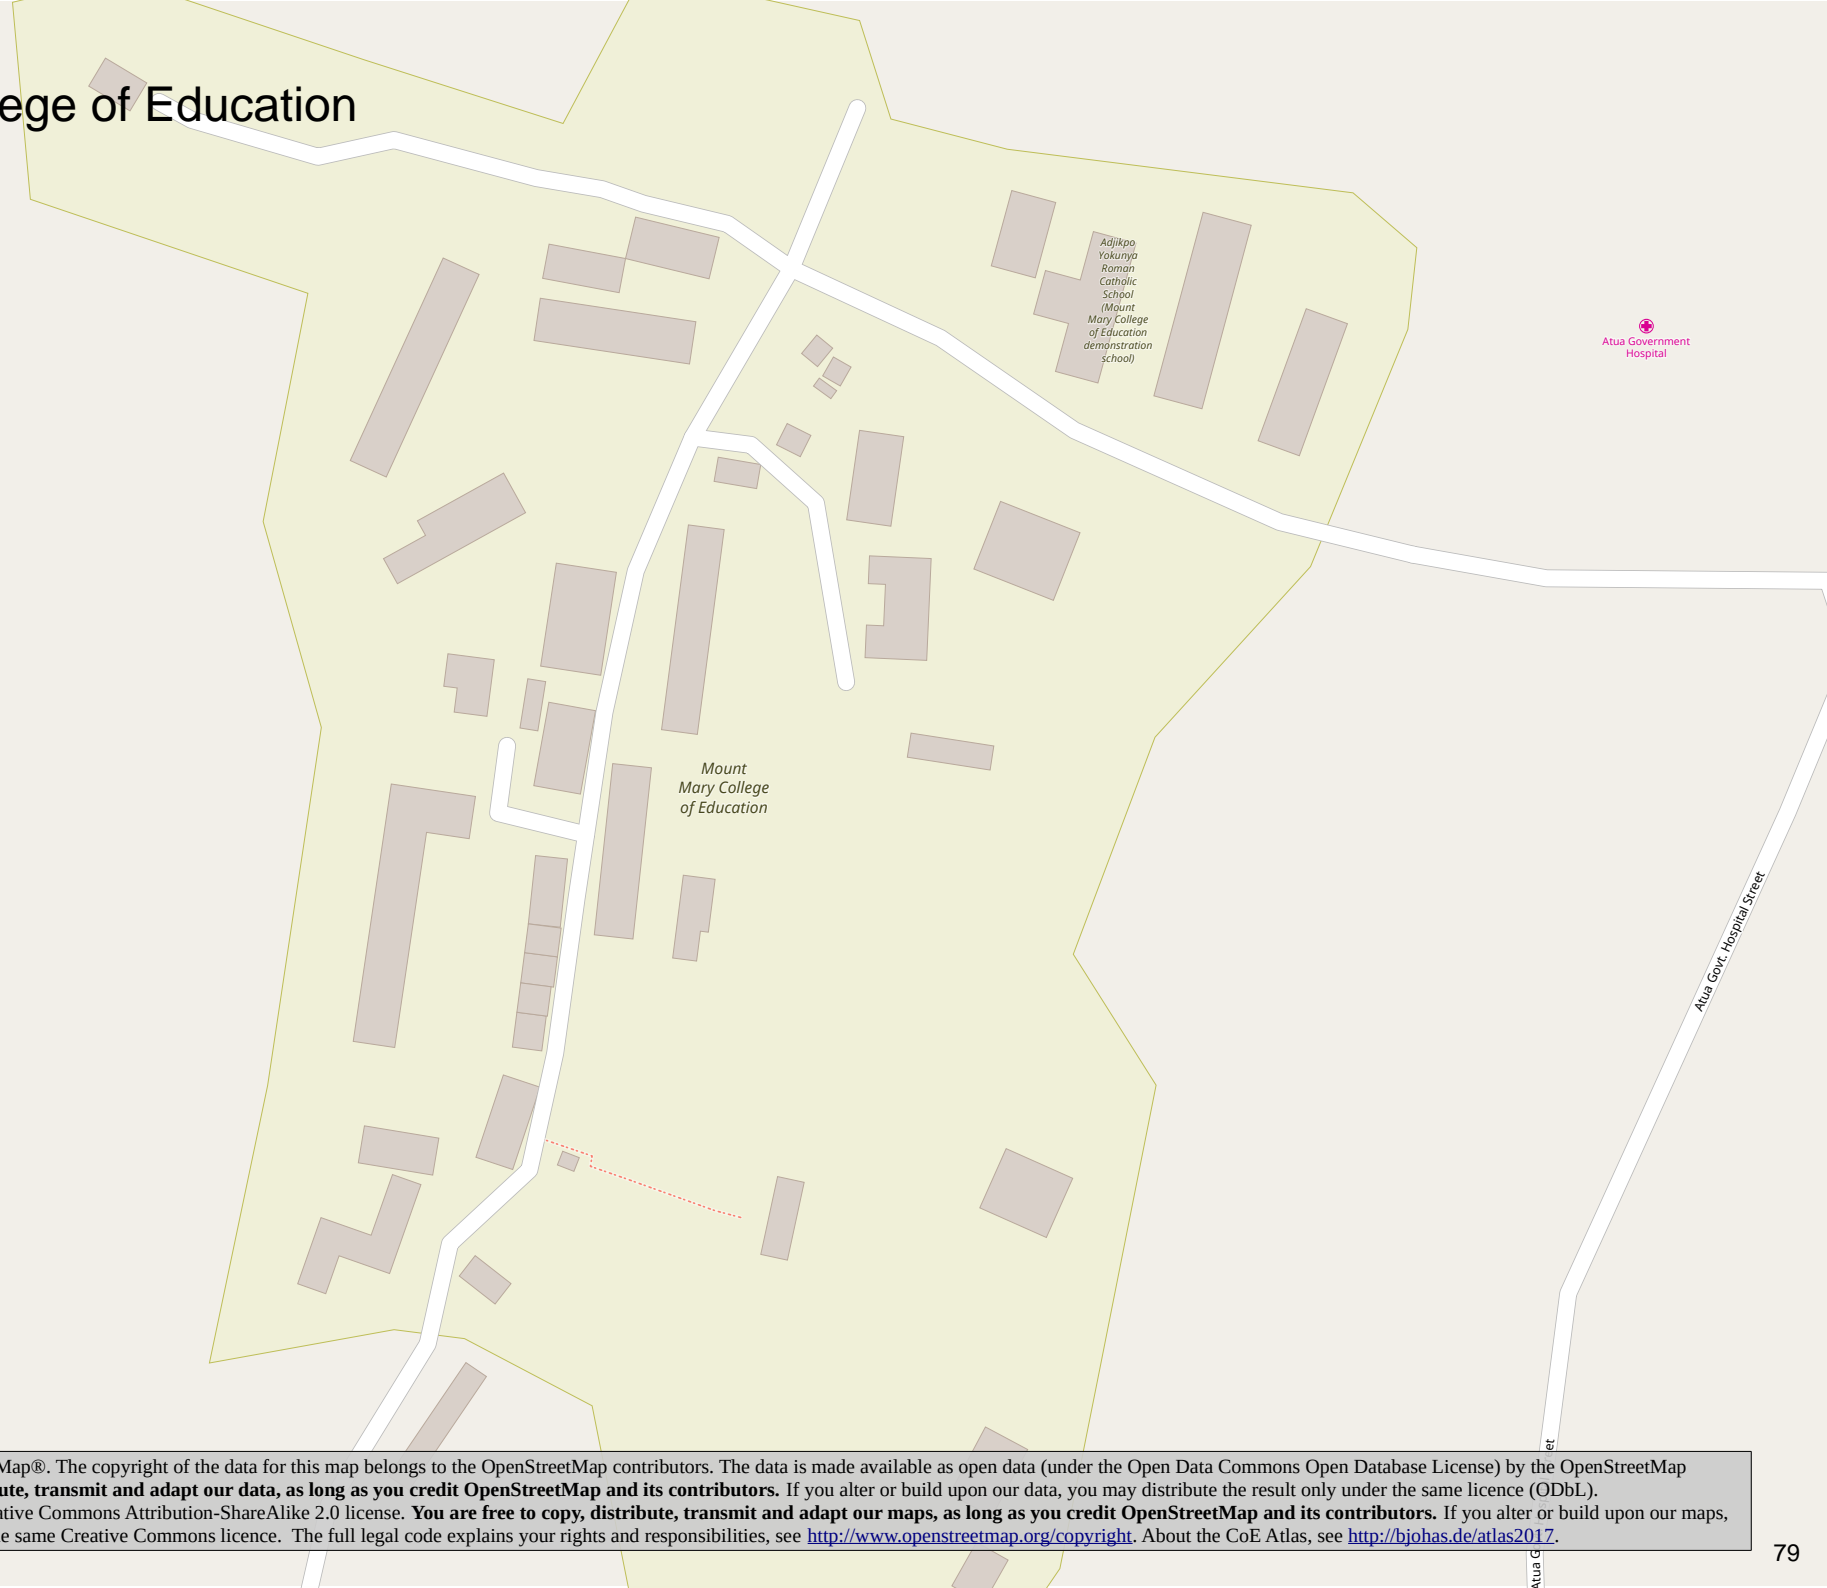 ege of Education
Adjikpo
Yokunya
Roman
Catholic
School
(Mount
Mary College
of Education
demonstration
school)
Atua Government
Hospital
Mount
Mary College
of Education
Atua Govt. Hospital Street
Map®. The copyright of the data for this map belongs to the OpenStreetMap contributors. The data is made available as open data (under the Open Data Commons Open Database License) by the OpenStreetMap
ute, transmit and adapt our data, as long as you credit OpenStreetMap and its contributors. If you alter or build upon our data, you may distribute the result only under the same licence (ODbL).
ative Commons Attribution-ShareAlike 2.0 license. You are free to copy, distribute, transmit and adapt our maps, as long as you credit OpenStreetMap and its contributors. If you alter or build upon our maps,
e same Creative Commons licence. The full legal code explains your rights and responsibilities, see http://www.openstreetmap.org/copyright. About the CoE Atlas, see http://bjohas.de/atlas2017.
79